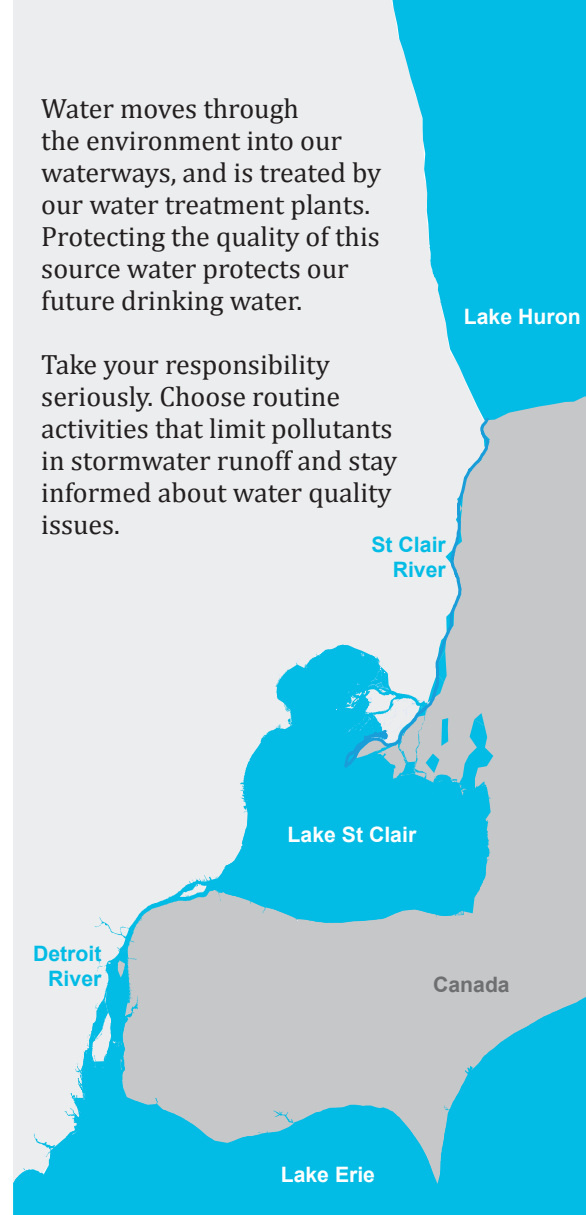 Water moves through
the environment into our
waterways, and is treated by
our water treatment plants.
Protecting the quality of this
source water protects our
future drinking water.
Take your responsibility
seriously. Choose routine
activities that limit pollutants
in stormwater runoff and stay
informed about water quality
issues.
Lake Huron
St Clair
River
Lake St Clair
Detroit
River
Canada
Lake Erie